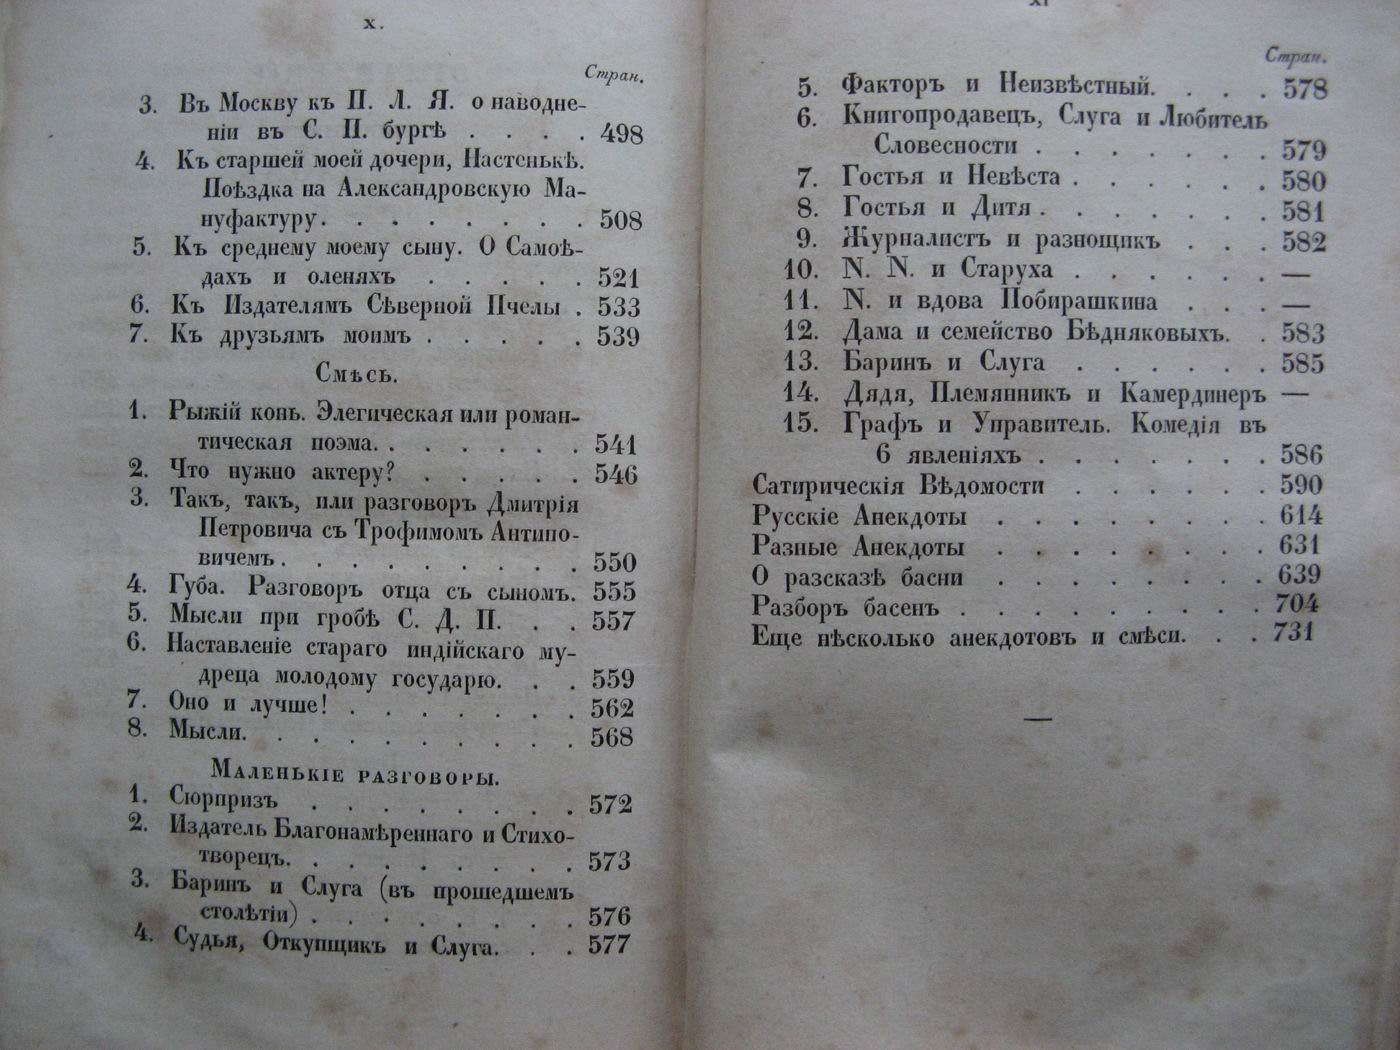 X.
Стран.
3. Въ Москву къ П. Л. Я. о наводне-
ніи въ С. П. бургѣ . . . . 498
4. Къ старшей моей дочери, Настенькѣ.
Поѣздка на Александровскую Ма-
нуфактуру. . . . . . . . 508
5. Къ среднему моему сыну. О Самоѣ-
дахъ и оленяхъ . . . . . 521
6. Къ Издателямъ Сѣверной Пчелы . 533
7. Къ друзьямъ моимъ . . . . . 539
Смѣсь.
1. Рыжій конь. Элегическая или роман-
тическая поэма. . . . . . . 541
2. Что нужно актеру? . . . . . 546
3. Такъ, такъ, или разговоръ Дмитрія
Петровича съ Трофимомъ Антипо-
вичемъ . . . . . . . . . 550
4. Губа. Разговоръ отца съ сыномъ. 555
5. Мысли при гробѣ С. Д. П. . . 557
6. Наставленіе стараго индійскаго му-
дреца молодому государю. . . 559
7. Оно и лучше! . . . . . . . 562
8. Мысли. . . . . . . . . . 568
Маленькіе разговоры.
1. Сюрпризъ . . . . . . . . 572
2. Издатель Благонамѣреннаго и Стихо-
творецъ. . . . . . . . . 573
3. Баринъ и Слуга (въ прошедшемъ
столѣтіи) . . . . . . . . 576
4. Судья, Откупщикъ и Слуга. . . 577
XI
Стран.
5. Факторъ и Неизвѣстный. . . . 578
6. Книгопродавецъ, Слуга и Любитель
Словесности . . . . . . . 579
7. Гостья и Невѣста . . . . . . 580
8. Гостья и Дитя . . . . . . . 581
9. Журналистъ и разнощикъ . . . 582
10. N. N. и Старуха . . . . . . —
11. N. и вдова Побирашкина . . . —
12. Дама и семейство Бѣдняковыхъ. . 583
13. Баринъ и Слуга . . . . . . 585
14. Дядя, Племянникъ и Камердинеръ —
15. Графъ и Управитель. Комедія въ
6 явленіяхъ . . . . . . . 586
Сатирическія Вѣдомости . . . . . . 590
Русскіе Анекдоты . . . . . . . . 614
Разные Анекдоты . . . . . . . . 631
О разсказѣ басни . . . . . . . . 639
Разборъ басенъ . . . . . . . . . 704
Еще нѣсколько анекдотовъ и смѣси. . . 731